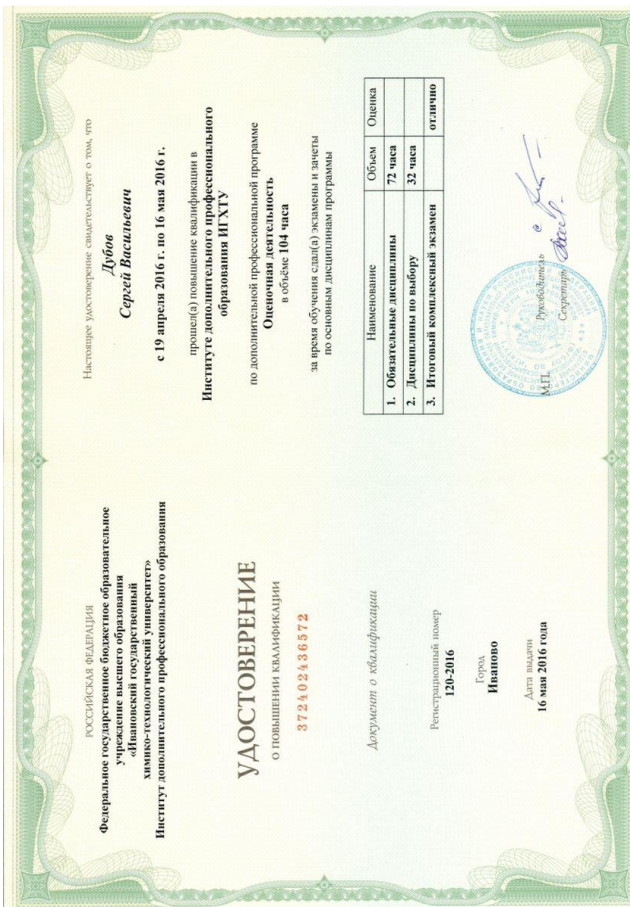 РОССИЙСКАЯ ФЕДЕРАЦИЯ
Федеральное государственное бюджетное образовательное
учреждение высшего образования
«Ивановский государственный
химико-технологический университет»
Институт дополнительного профессионального образования
УДОСТОВЕРЕНИЕ
О ПОВЫШЕНИИ КВАЛИФИКАЦИИ
372402436572
Документ о квалификации
Регистрационный номер
120-2016
Город
Иваново
Дата выдачи
16 мая 2016 года
Настоящее удостоверение свидетельствует о том, что
Дубов
Сергей Васильевич
с 19 апреля 2016 г. по 16 мая 2016 г.
прошел(а) повышение квалификации в
Институте дополнительного профессионального
образования ИГХТУ
по дополнительной профессиональной программе
Оценочная деятельность
в объёме 104 часа
за время обучения сдал(а) экзамены и зачеты
по основным дисциплинам программы
Наименование Объем Оценка
1. Обязательные дисциплины 72 часа
2. Дисциплины по выбору 32 часа
3. Итоговый комплексный экзамен отлично
Руководитель
Секретарь
М.П.